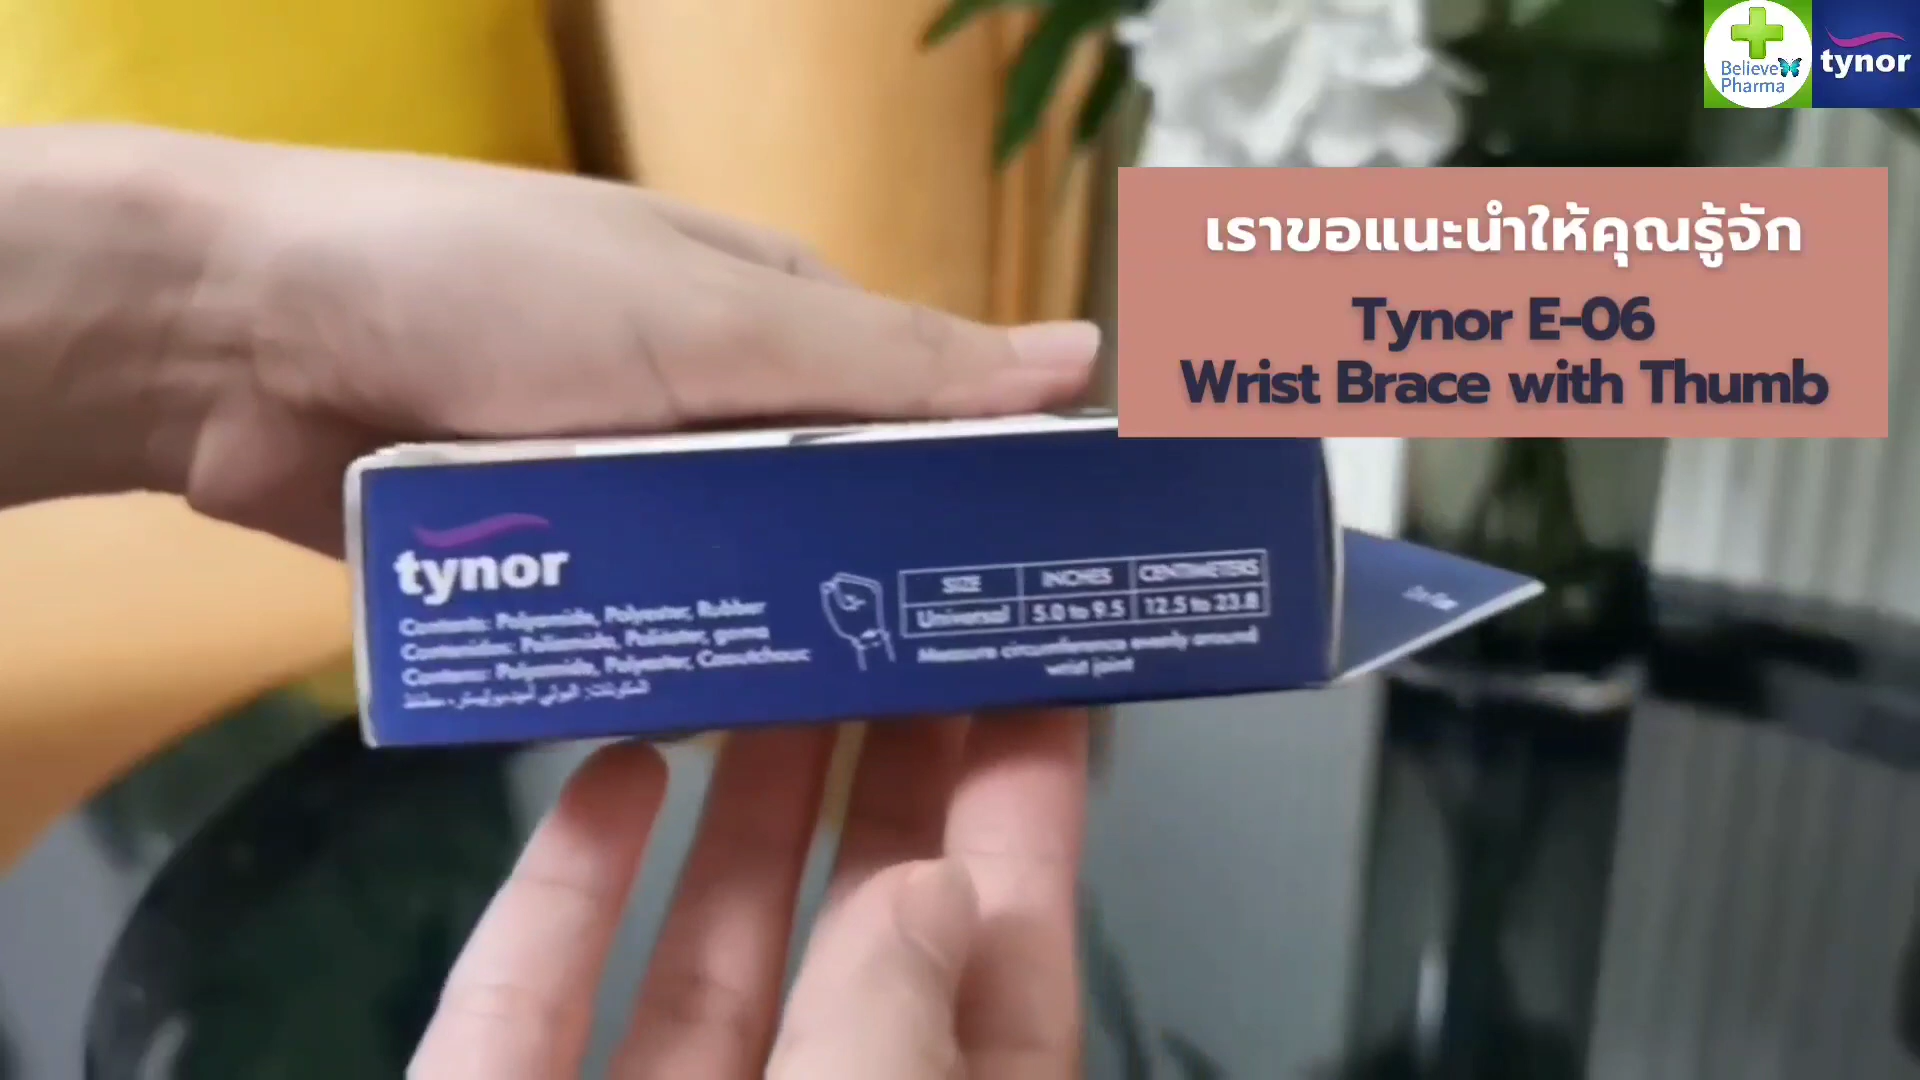 Believe
Pharma
tynor
เราขอแนะนำให้คุณรู้จัก
Tynor E-06
Wrist Brace with Thumb
tynor
Contents: Polyamide, Polyester, Rubber
Contenidos: Poliamida, Poliéster, goma
Contenu: Polyamide, Polyester, Caoutchouc
SIZE INCHES CENTIMETERS
Universal 5.0 to 9.5 12.5 to 23.8
Measure circumference evenly around
wrist joint